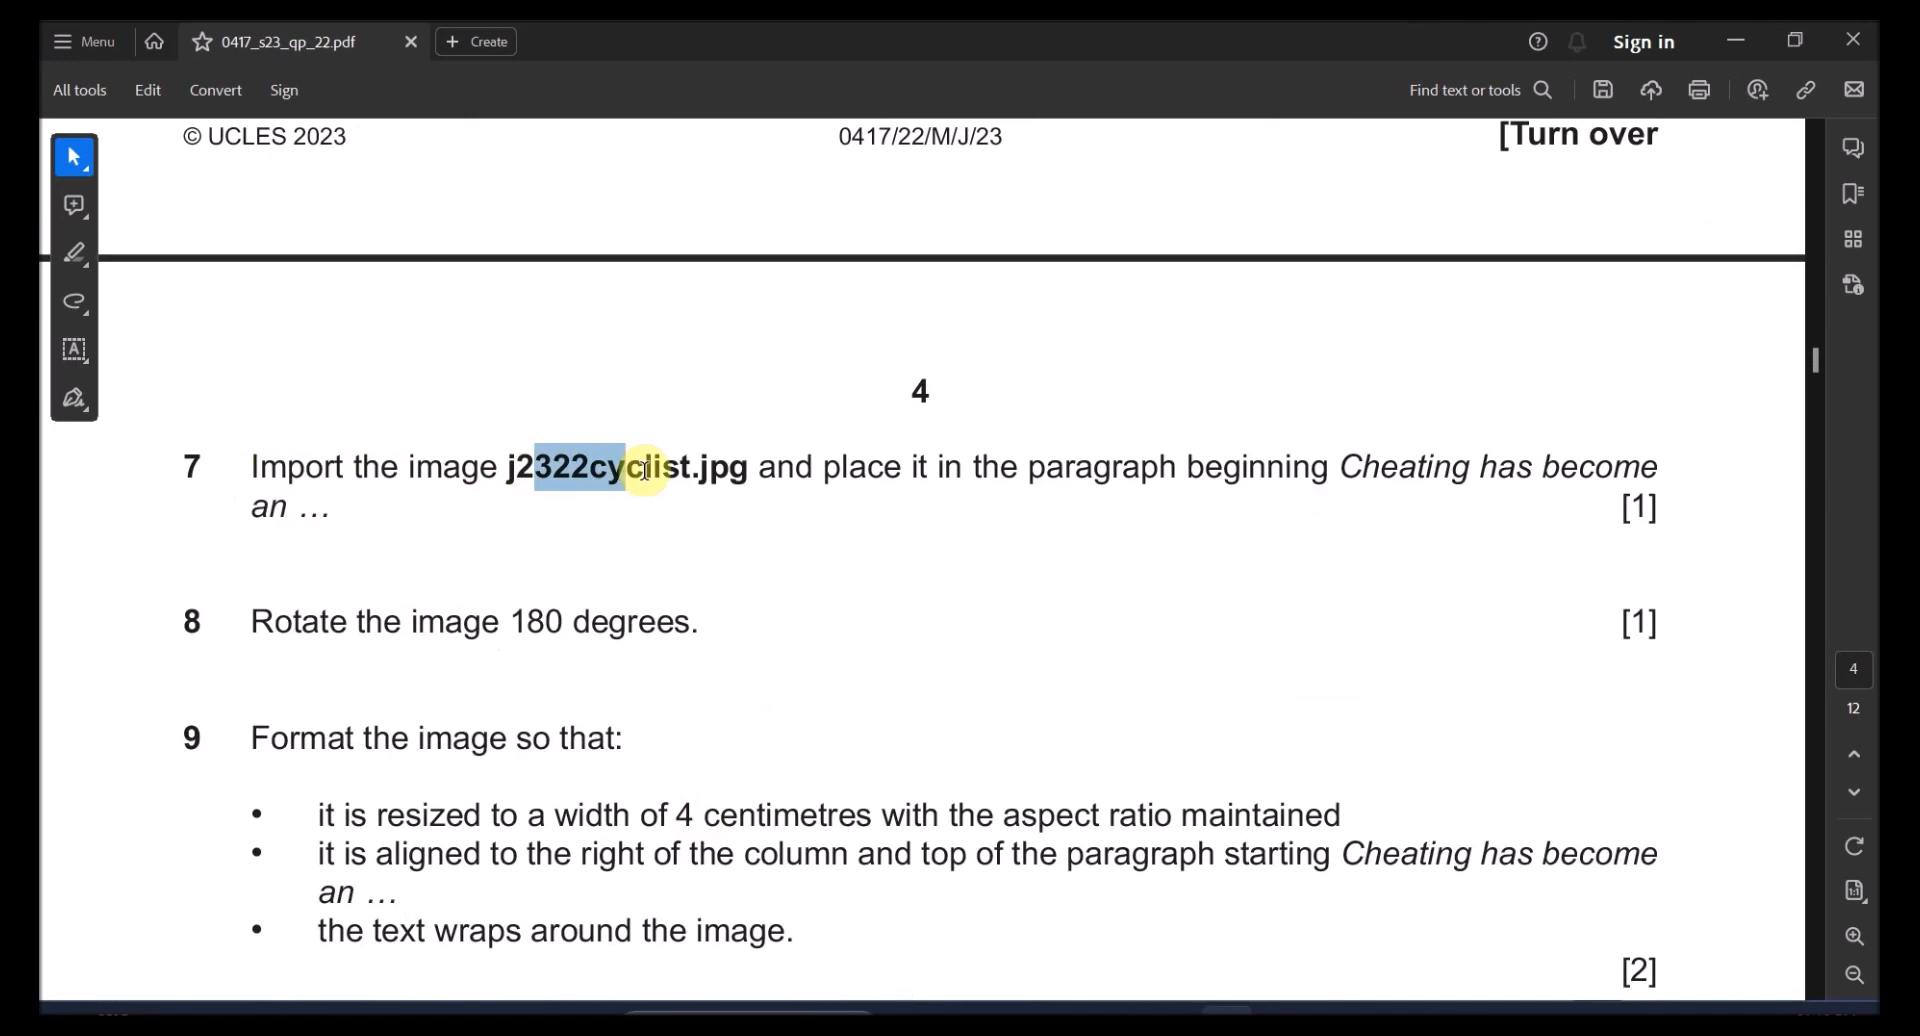 Menu
0417_s23_qp_22.pdf
Create
Sign in
All tools Edit Convert Sign
Find text or tools
© UCLES 2023 0417/22/M/J/23 [Turn over
4
7 Import the image j2322cyclist.jpg and place it in the paragraph beginning Cheating has become
an … [1]
8 Rotate the image 180 degrees. [1]
9 Format the image so that:
• it is resized to a width of 4 centimetres with the aspect ratio maintained
• it is aligned to the right of the column and top of the paragraph starting Cheating has become
an …
• the text wraps around the image.
[2]
4
12